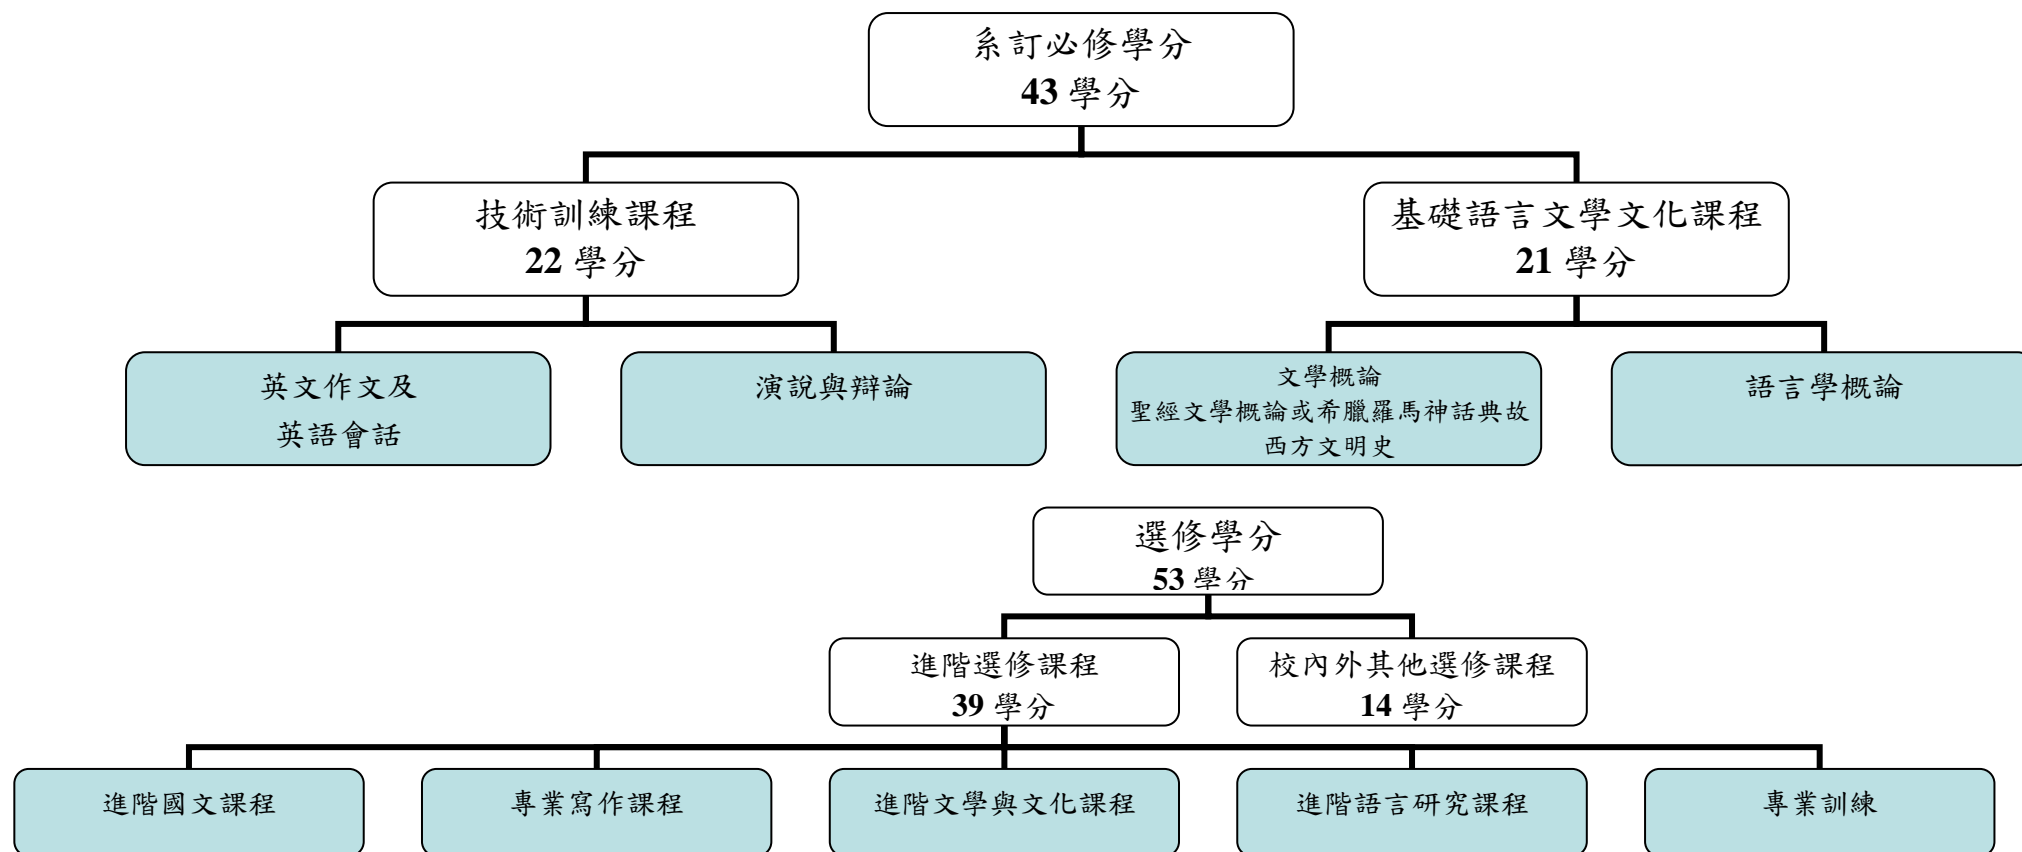 系訂必修學分
43 學分
技術訓練課程
22 學分
基礎語言文學文化課程
21 學分
英文作文及
英語會話
演說與辯論
文學概論
聖經文學概論或希臘羅馬神話典故
西方文明史
語言學概論
選修學分
53 學分
進階選修課程
39 學分
校內外其他選修課程
14 學分
進階國文課程
專業寫作課程
進階文學與文化課程
進階語言研究課程
專業訓練